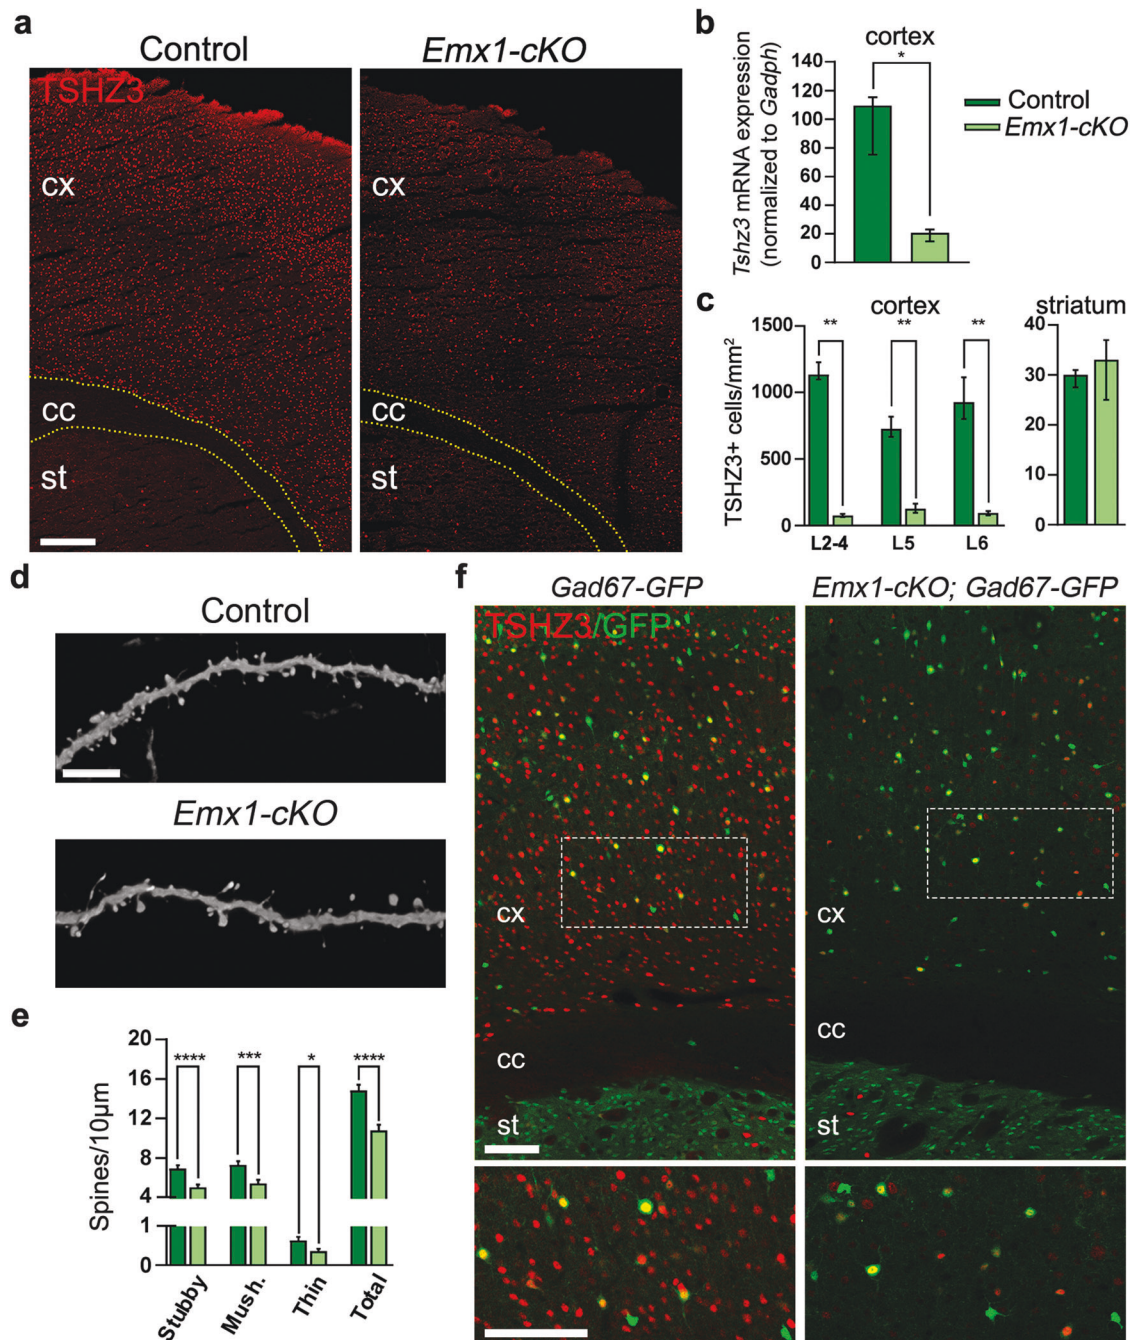 a
Control
Emx1-cKO
TSHZ3
cx
cc
st
b
cortex
*
Tshz3 mRNA expression
(normalized to Gadph)
140
120
100
80
60
40
20
0
Control
Emx1-cKO
c
cortex
striatum
TSHZ3+ cells/mm2
1500
1000
500
0
**
**
**
L2-4
L5
L6
40
30
20
10
0
d
Control
Emx1-cKO
e
Spines/10µm
20
16
12
8
4
1
0
****
***
*
****
Stubby
Mush.
Thin
Total
f
Gad67-GFP
Emx1-cKO; Gad67-GFP
TSHZ3/GFP
cx
cc
st
cx
cc
st